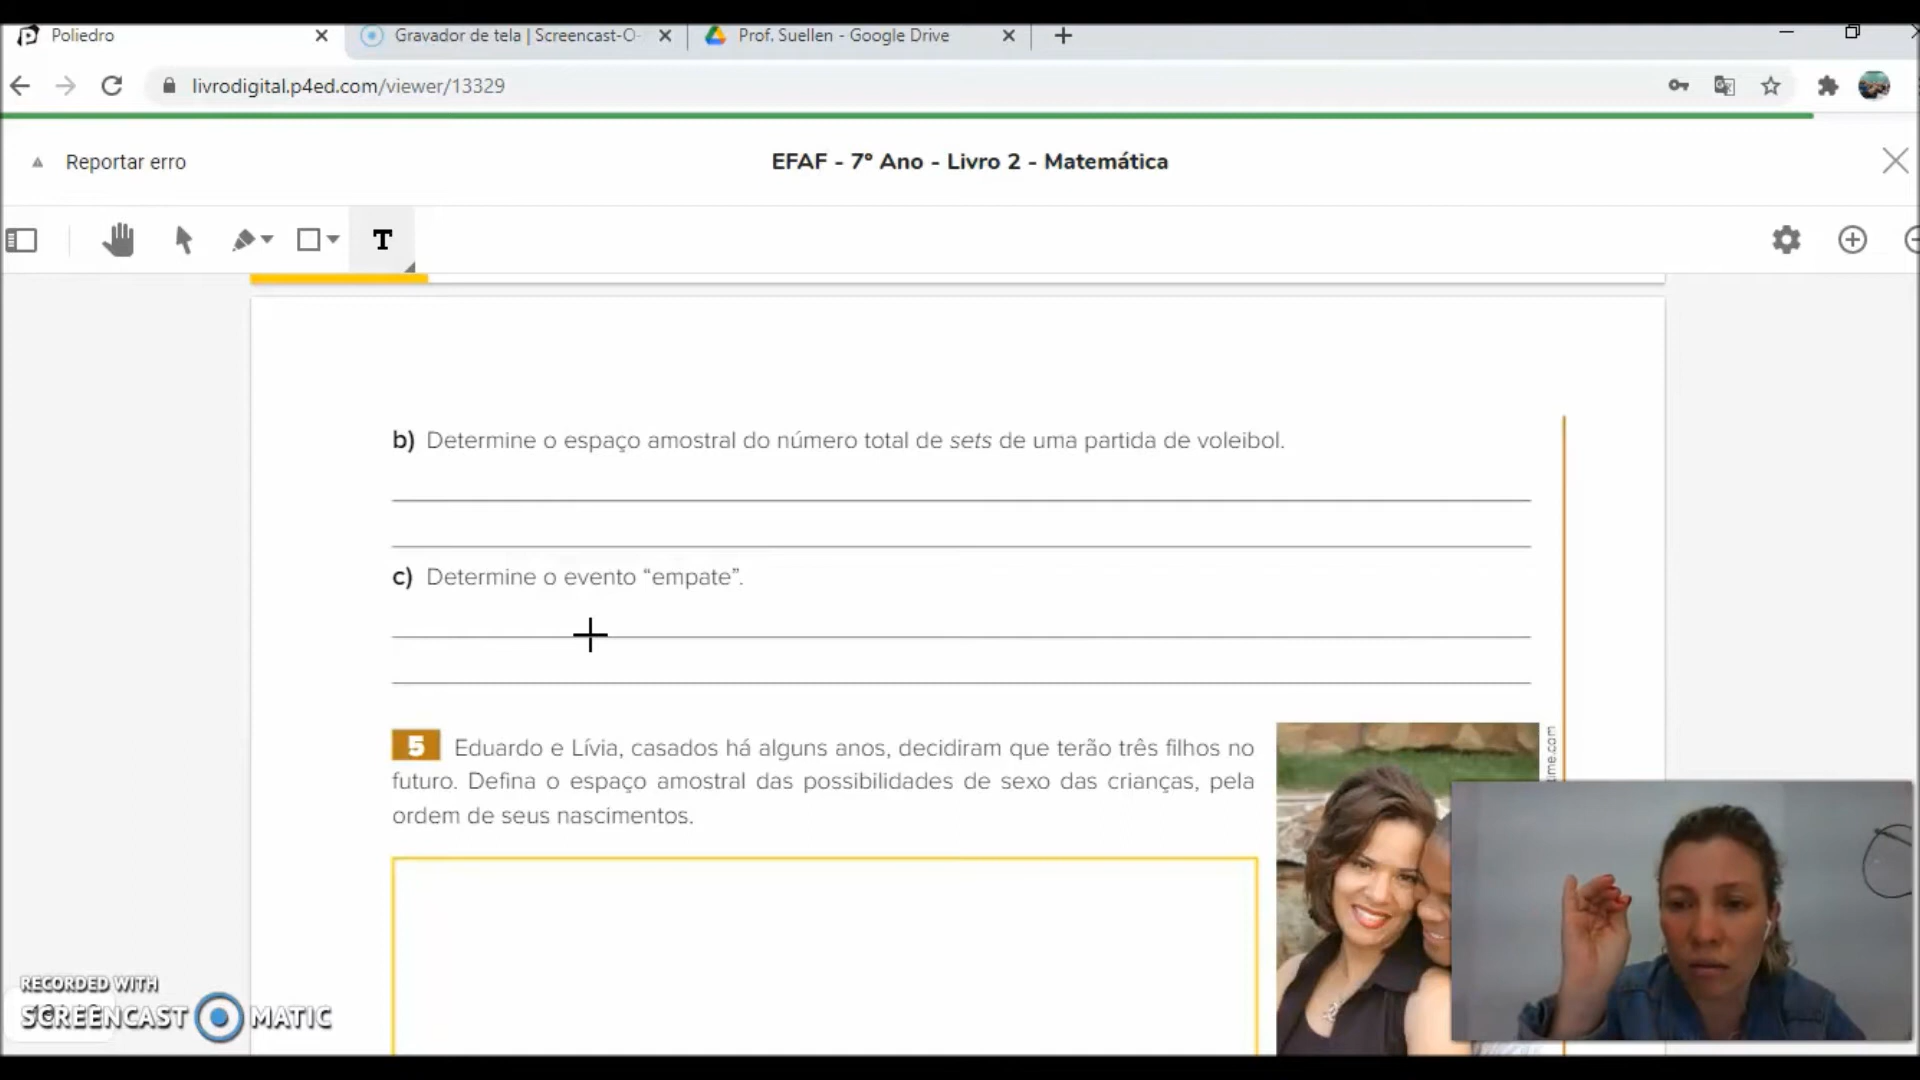 Poliedro
Gravador de tela | Screencast-O-
Prof. Suellen - Google Drive
livrodigital.p4ed.com/viewer/13329
Reportar erro
EFAF - 7º Ano - Livro 2 - Matemática
T
b) Determine o espaço amostral do número total de sets de uma partida de voleibol.
c) Determine o evento “empate”.
5 Eduardo e Lívia, casados há alguns anos, decidiram que terão três filhos no
futuro. Defina o espaço amostral das possibilidades de sexo das crianças, pela
ordem de seus nascimentos.
time.com
RECORDED WITH
SCREENCAST MATIC